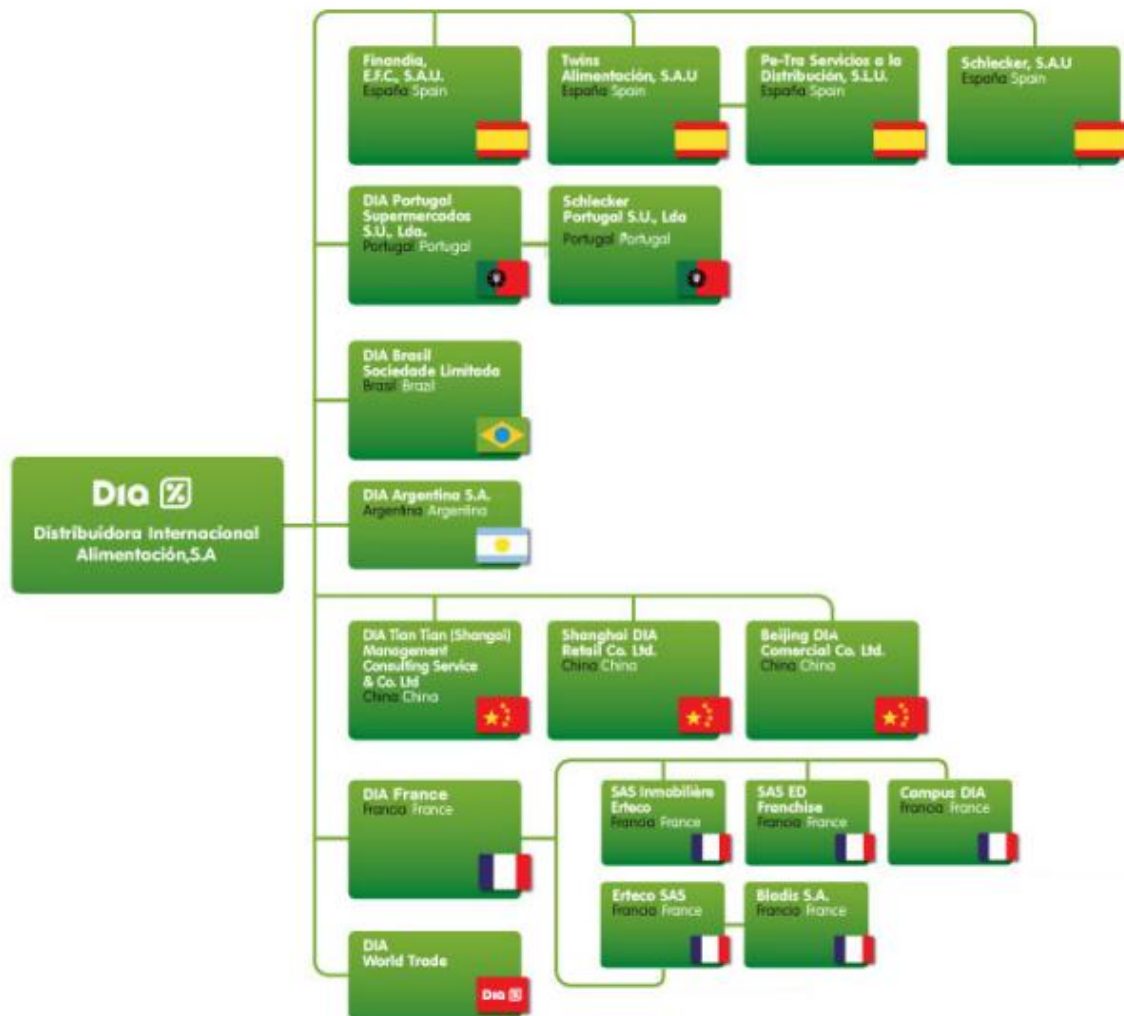 Finandia,
E.F.C., S.A.U.
España Spain
Twins
Alimentación, S.A.U
España Spain
Pe-Tra Servicios a la
Distribución, S.L.U.
España Spain
Schlecker, S.A.U
España Spain
DIA Portugal
Supermercados
S.U., Lda.
Portugal Portugal
Schlecker
Portugal S.U., Lda
Portugal Portugal
DIA Brasil
Sociedade Limitada
Brasil Brazil
Dia %
Distribuidora Internacional
Alimentación,S.A
DIA Argentina S.A.
Argentina Argentina
DIA Tian Tian (Shangai)
Management
Consulting Service
& Co. Ltd
China China
Shanghai DIA
Retail Co. Ltd.
China China
Beijing DIA
Comercial Co. Ltd.
China China
DIA France
Francia France
SAS Inmobilière
Erteco
Francia France
SAS ED
Franchise
Francia France
Campus DIA
Francia France
Erteco SAS
Francia France
Bladis S.A.
Francia France
DIA
World Trade
Dia %